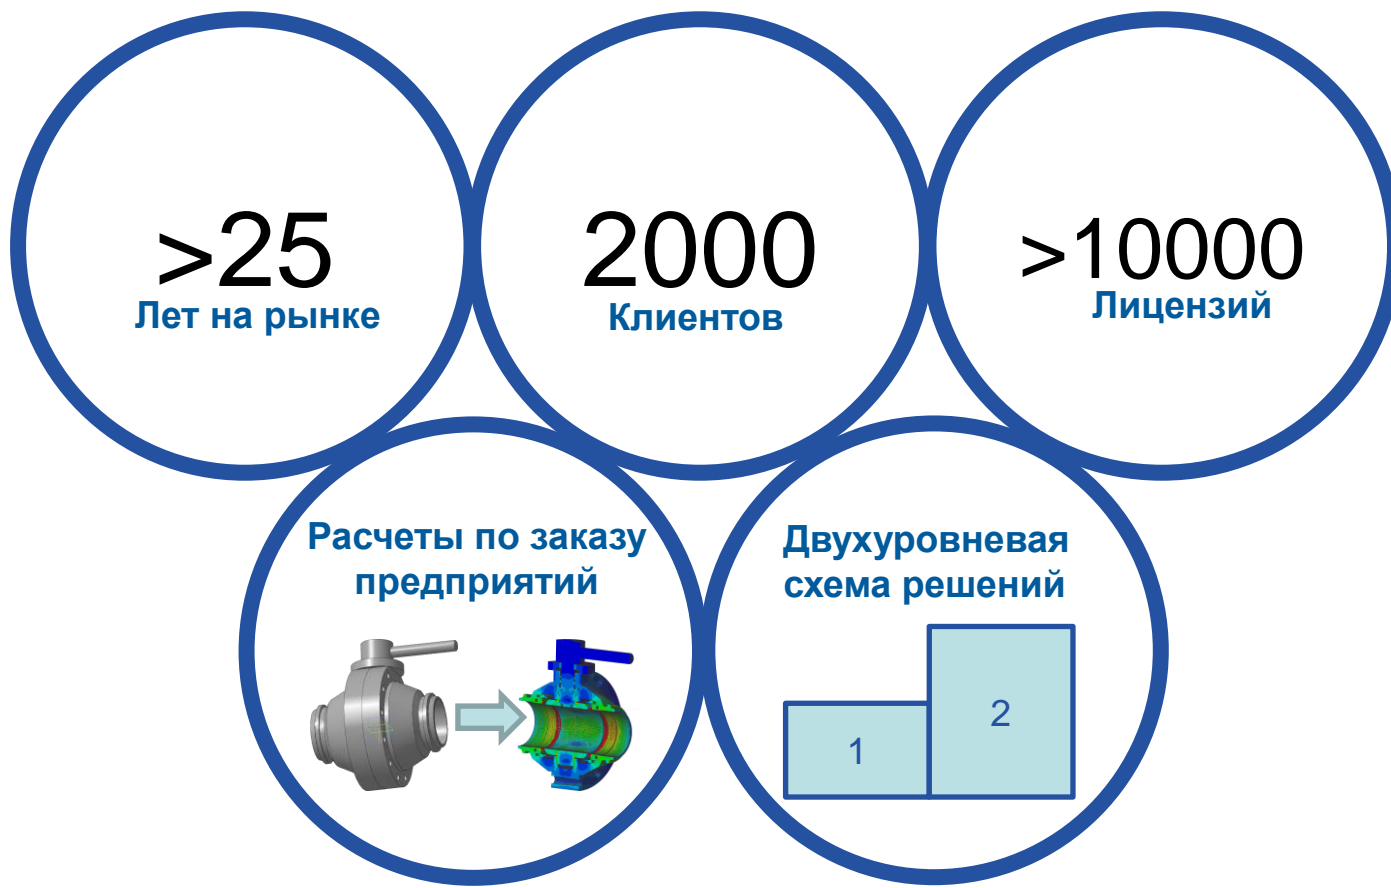 >25
Лет на рынке
2000
Клиентов
>10000
Лицензий
Расчеты по заказу
предприятий
Двухуровневая
схема решений
1
2